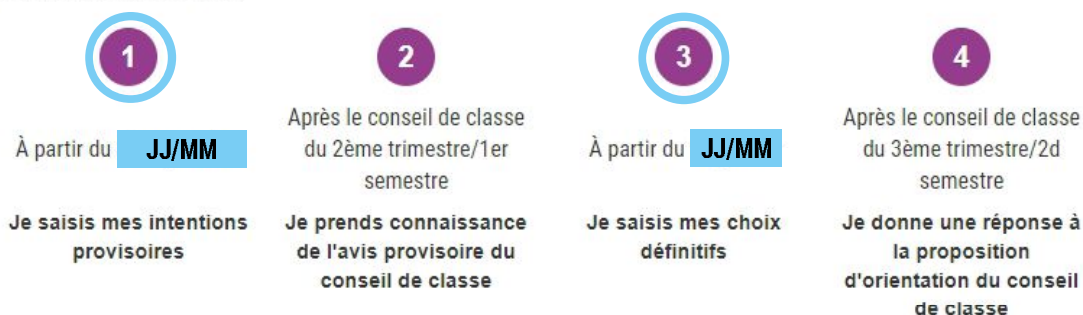 1
À partir du JJ/MM
Je saisis mes intentions
provisoires
2
Après le conseil de classe
du 2ème trimestre/1er
semestre
Je prends connaissance
de l'avis provisoire du
conseil de classe
3
À partir du JJ/MM
Je saisis mes choix
définitifs
4
Après le conseil de classe
du 3ème trimestre/2d
semestre
Je donne une réponse à
la proposition
d'orientation du conseil
de classe